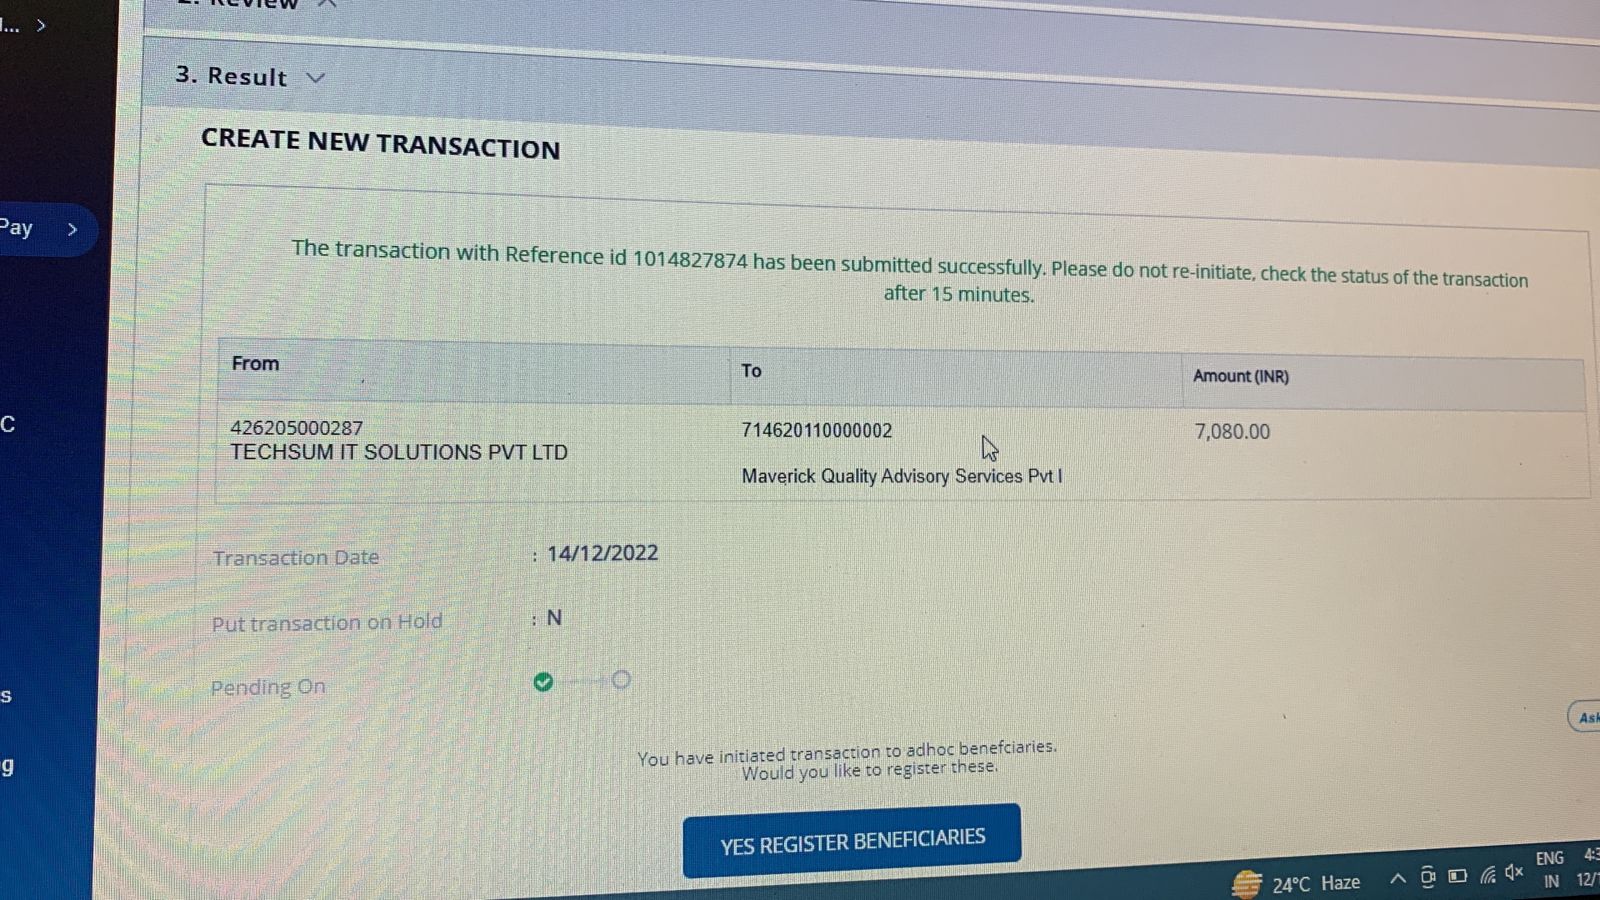 2. Review
3. Result
CREATE NEW TRANSACTION
Pay
The transaction with Reference id 1014827874 has been submitted successfully. Please do not re-initiate, check the status of the transaction
after 15 minutes.
From To Amount (INR)
426205000287 714620110000002 7,080.00
TECHSUM IT SOLUTIONS PVT LTD
Maverick Quality Advisory Services Pvt l
Transaction Date : 14/12/2022
Put transaction on Hold : N
Pending On
You have initiated transaction to adhoc benefciaries.
Would you like to register these.
YES REGISTER BENEFICIARIES
24°C Haze
ENG
IN